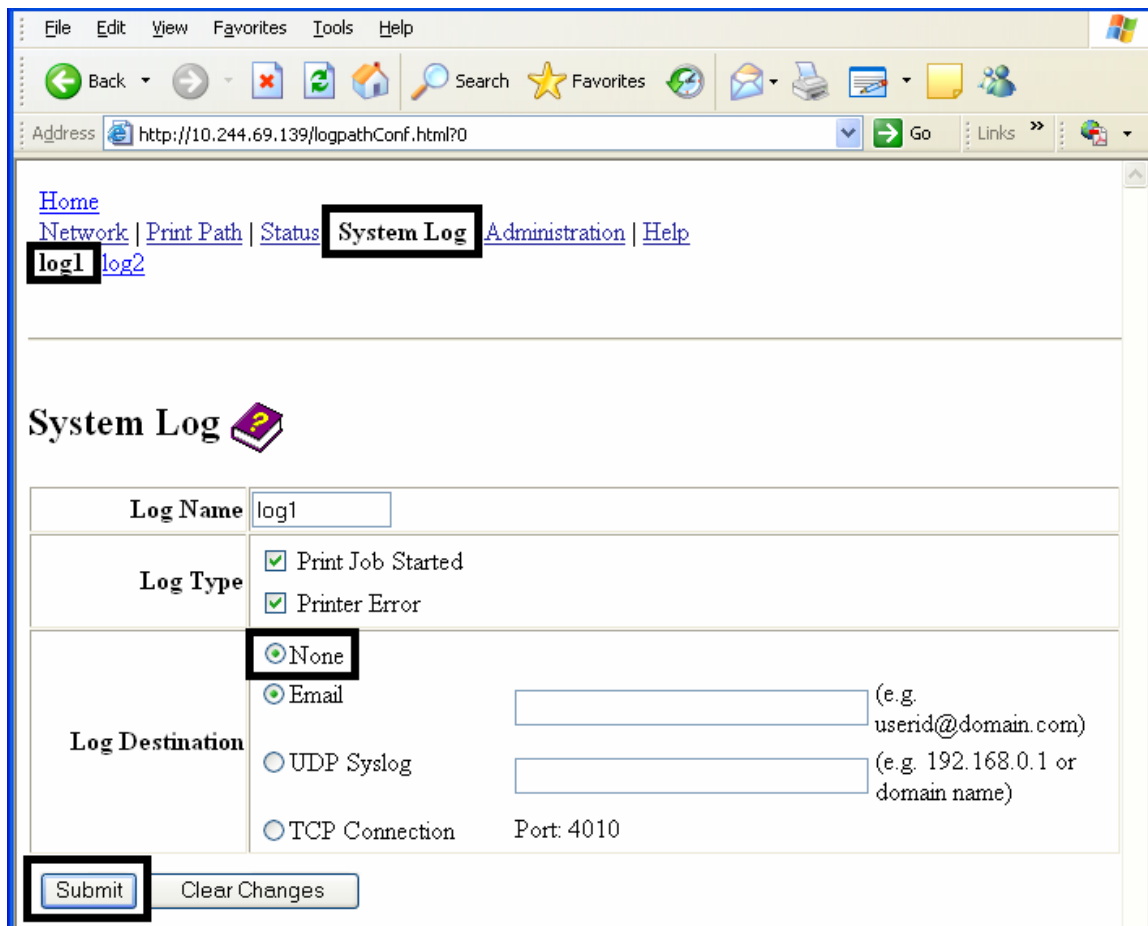 File Edit View Favorites Tools Help
Back Search Favorites
Address http://10.244.69.139/logpathConf.html?0 Go Links »
Home
Network | Print Path | Status System Log Administration | Help
log1 log2
System Log
Log Name log1
Log Type Print Job Started
Printer Error
Log Destination None
Email (e.g. userid@domain.com)
UDP Syslog (e.g. 192.168.0.1 or domain name)
TCP Connection Port: 4010
Submit Clear Changes